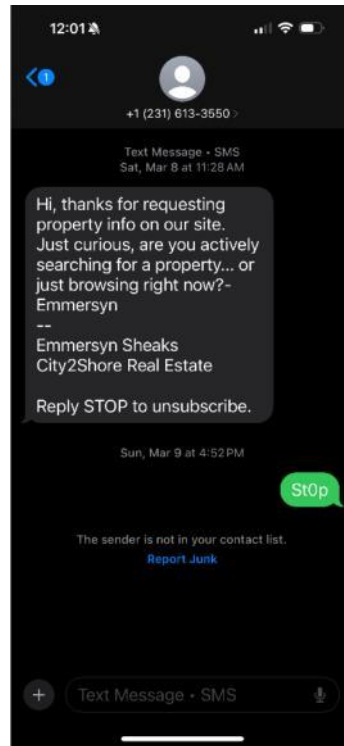 12:01
1
+1 (231) 613-3550 >
Text Message • SMS
Sat, Mar 8 at 11:28 AM
Hi, thanks for requesting
property info on our site.
Just curious, are you actively
searching for a property... or
just browsing right now?-
Emmersyn
--
Emmersyn Sheaks
City2Shore Real Estate
Reply STOP to unsubscribe.
Sun, Mar 9 at 4:52 PM
St0p
The sender is not in your contact list.
Report Junk
Text Message • SMS